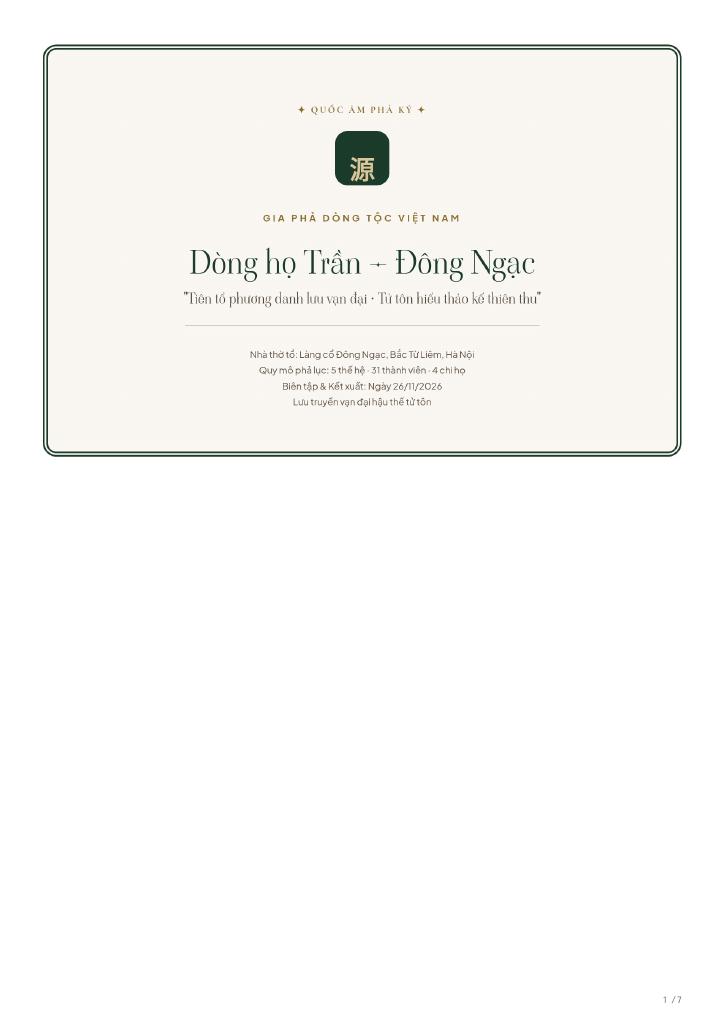 ✦ QUỐC ÂM PHẢ KÝ ✦
源
GIA PHẢ DÒNG TỘC VIỆT NAM
Dòng họ Trần – Đông Ngạc
"Tiên tổ phương danh lưu vạn đại · Tử tôn hiếu thảo kế thiên thu"
Nhà thờ tổ: Làng cổ Đông Ngạc, Bắc Từ Liêm, Hà Nội
Quy mô phả lục: 5 thế hệ · 31 thành viên · 4 chi họ
Biên tập & Kết xuất: Ngày 26/11/2026
Lưu truyền vạn đại hậu thế tử tôn
1 / 7